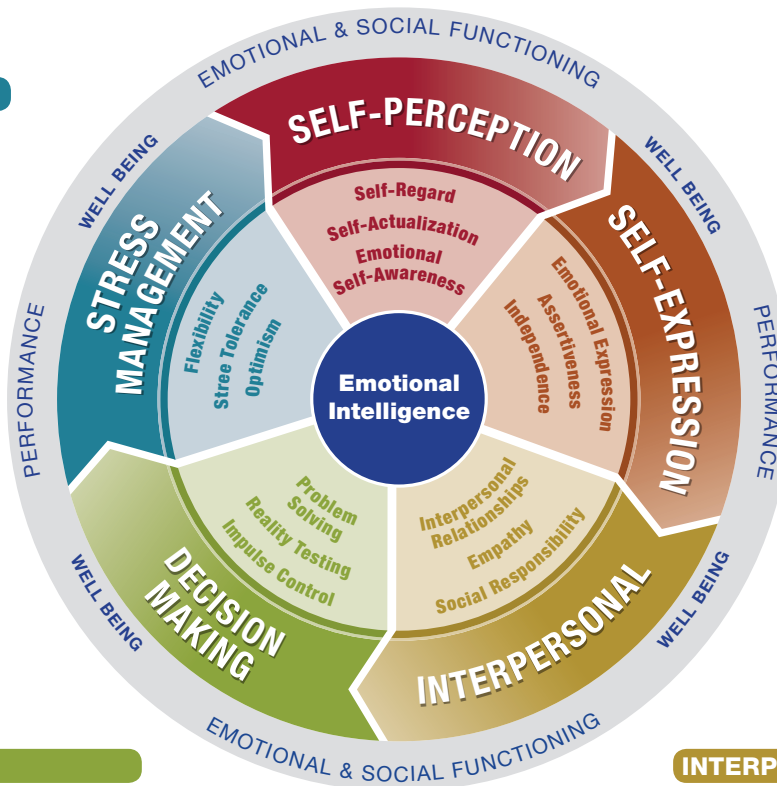 EMOTIONAL & SOCIAL FUNCTIONING
WELL BEING
WELL BEING
PERFORMANCE
PERFORMANCE
SELF-PERCEPTION
Self-Regard
Self-Actualization
Emotional
Self-Awareness
SELF-EXPRESSION
Emotional Expression
Assertiveness
Independence
STRESS
MANAGEMENT
Flexibility
Stree Tolerance
Optimism
Emotional
Intelligence
Interpersonal
Relationships
Empathy
Social Responsibility
INTERPERSONAL
Problem
Solving
Reality Testing
Impulse Control
DECISION
MAKING
WELL BEING
WELL BEING
EMOTIONAL & SOCIAL FUNCTIONING
INTERP